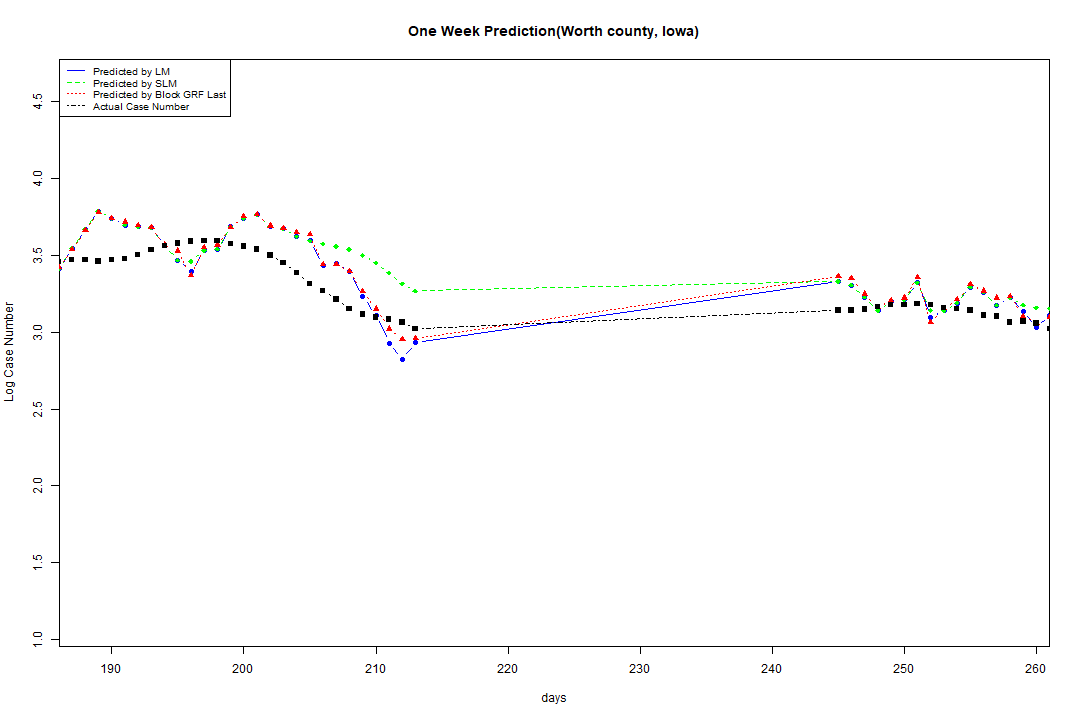 One Week Prediction(Worth county, Iowa)
Predicted by LM
Predicted by SLM
Predicted by Block GRF Last
Actual Case Number
4.5
4.0
3.5
3.0
2.5
2.0
1.5
1.0
Log Case Number
190 200 210 220 230 240 250 260
days